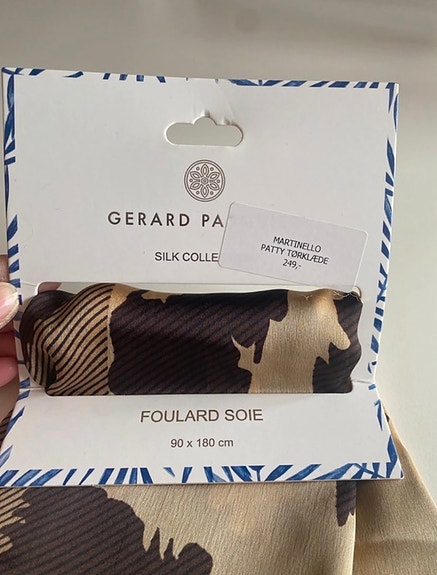 GERARD PA
SILK COLLE
MARTINELLO
PATTY TØRKLÆDE
249,-
FOULARD SOIE
90 x 180 cm